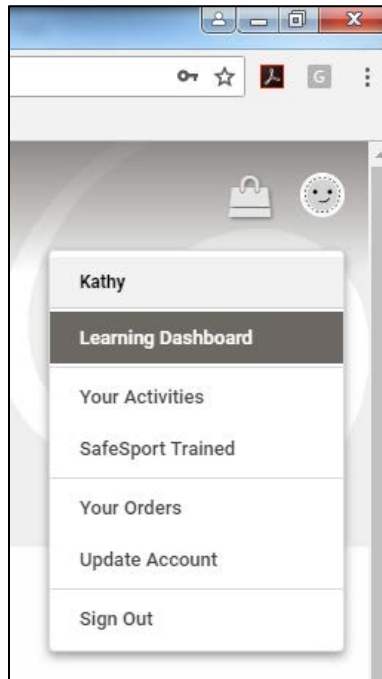 G
Kathy
Learning Dashboard
Your Activities
SafeSport Trained
Your Orders
Update Account
Sign Out